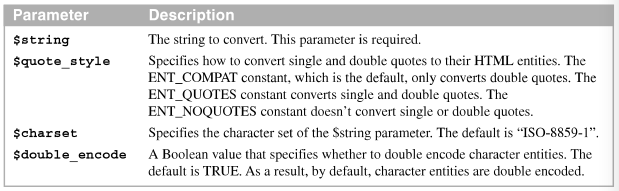 Parameter Description
$string The string to convert. This parameter is required.
$quote_style Specifies how to convert single and double quotes to their HTML entities. The
ENT_COMPAT constant, which is the default, only converts double quotes. The
ENT_QUOTES constant converts single and double quotes. The
ENT_NOQUOTES constant doesn't convert single or double quotes.
$charset Specifies the character set of the $string parameter. The default is “ISO-8859-1”.
$double_encode A Boolean value that specifies whether to double encode character entities. The
default is TRUE. As a result, by default, character entities are double encoded.